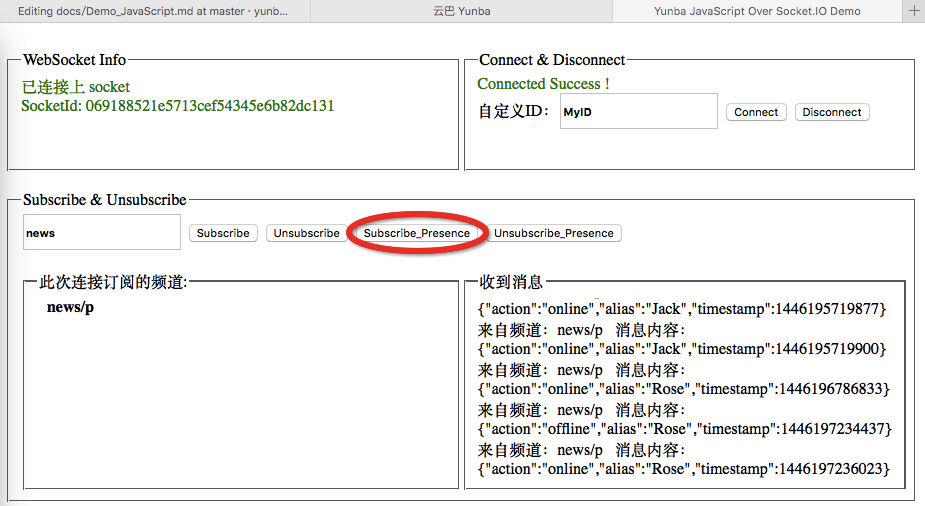 Editing docs/Demo_JavaScript.md at master · yunb...
云巴 Yunba
Yunba JavaScript Over Socket.IO Demo
WebSocket Info
已连接上 socket
SocketId: 069188521e5713cef54345e6b82dc131
Connect & Disconnect
Connected Success !
自定义ID： MyID Connect Disconnect
Subscribe & Unsubscribe
news Subscribe Unsubscribe Subscribe_Presence Unsubscribe_Presence
此次连接订阅的频道:
news/p
收到消息
{"action":"online","alias":"Jack","timestamp":1446195719877}
来自频道：news/p 消息内容：
{"action":"online","alias":"Jack","timestamp":1446195719900}
来自频道：news/p 消息内容：
{"action":"online","alias":"Rose","timestamp":1446196786833}
来自频道：news/p 消息内容：
{"action":"offline","alias":"Rose","timestamp":1446197234437}
来自频道：news/p 消息内容：
{"action":"online","alias":"Rose","timestamp":1446197236023}